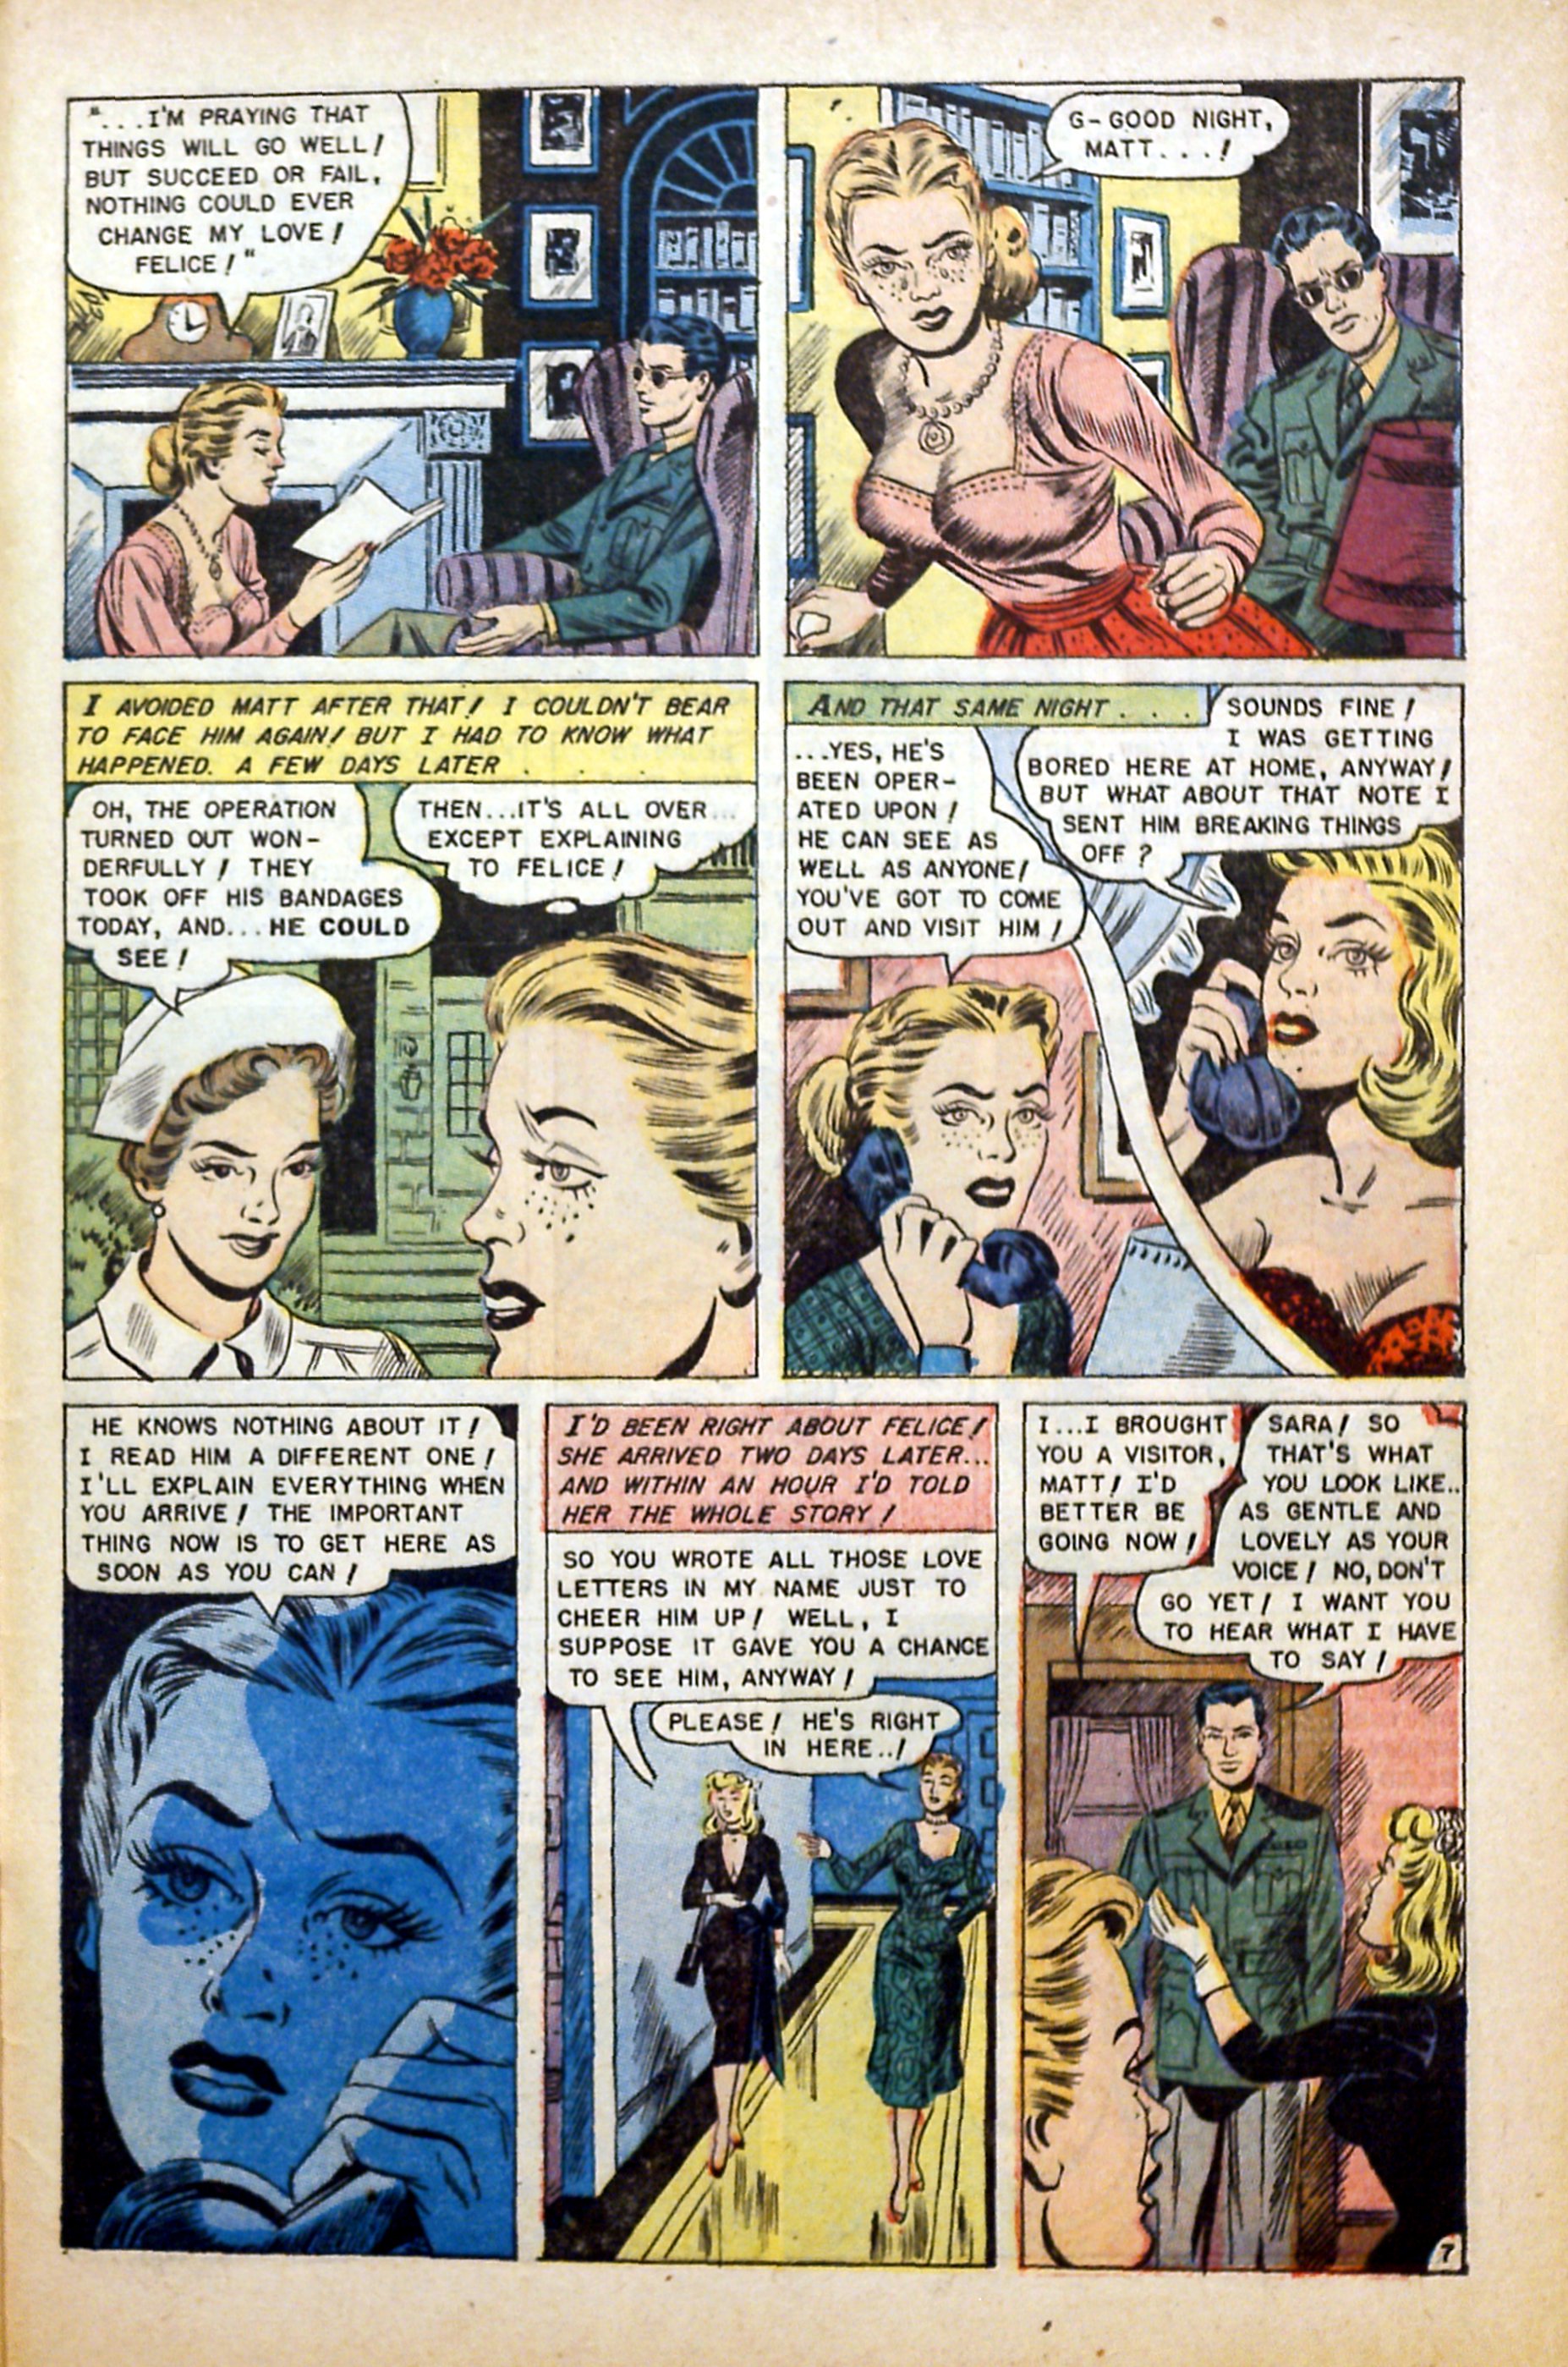 "...I'M PRAYING THAT
THINGS WILL GO WELL!
BUT SUCCEED OR FAIL,
NOTHING COULD EVER
CHANGE MY LOVE!
FELICE!"
G-GOOD NIGHT,
MATT...!
I AVOIDED MATT AFTER THAT! I COULDN'T BEAR
TO FACE HIM AGAIN! BUT I HAD TO KNOW WHAT
HAPPENED. A FEW DAYS LATER . . .
OH, THE OPERATION
TURNED OUT WON-
DERFULLY! THEY
TOOK OFF HIS BANDAGES
TODAY, AND... HE COULD
SEE!
THEN...IT'S ALL OVER...
EXCEPT EXPLAINING
TO FELICE!
AND THAT SAME NIGHT . . .
...YES, HE'S
BEEN OPER-
ATED UPON!
HE CAN SEE AS
WELL AS ANYONE!
YOU'VE GOT TO COME
OUT AND VISIT HIM!
SOUNDS FINE!
I WAS GETTING
BORED HERE AT HOME, ANYWAY!
BUT WHAT ABOUT THAT NOTE I
SENT HIM BREAKING THINGS
OFF?
HE KNOWS NOTHING ABOUT IT!
I READ HIM A DIFFERENT ONE!
I'LL EXPLAIN EVERYTHING WHEN
YOU ARRIVE! THE IMPORTANT
THING NOW IS TO GET HERE AS
SOON AS YOU CAN!
I'D BEEN RIGHT ABOUT FELICE!
SHE ARRIVED TWO DAYS LATER...
AND WITHIN AN HOUR I'D TOLD
HER THE WHOLE STORY!
SO YOU WROTE ALL THOSE LOVE
LETTERS IN MY NAME JUST TO
CHEER HIM UP! WELL, I
SUPPOSE IT GAVE YOU A CHANCE
TO SEE HIM, ANYWAY!
PLEASE! HE'S RIGHT
IN HERE..!
I...I BROUGHT
YOU A VISITOR,
MATT! I'D
BETTER BE
GOING NOW!
SARA! SO
THAT'S WHAT
YOU LOOK LIKE..
AS GENTLE AND
LOVELY AS YOUR
VOICE! NO, DON'T
GO YET! I WANT YOU
TO HEAR WHAT I HAVE
TO SAY!
7